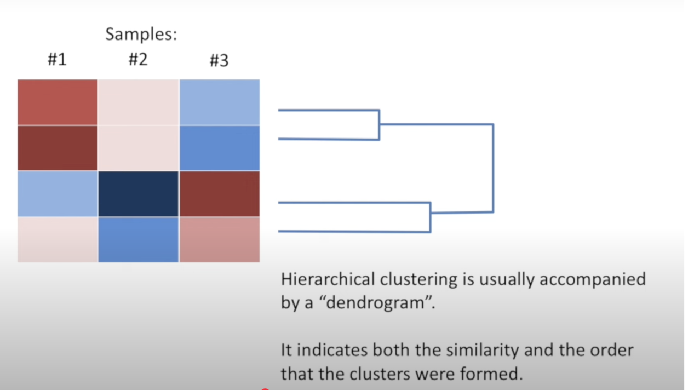 Samples:
#1 #2 #3
Hierarchical clustering is usually accompanied
by a “dendrogram”.
It indicates both the similarity and the order
that the clusters were formed.